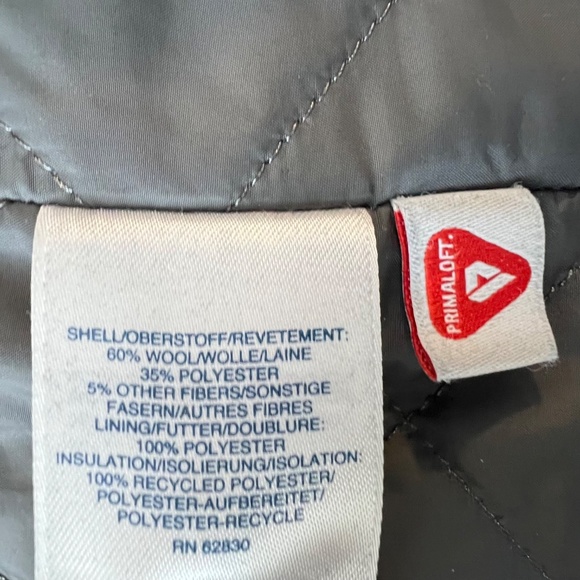 SHELL/OBERSTOFF/REVETEMENT:
60% WOOL/WOLLE/LAINE
35% POLYESTER
5% OTHER FIBERS/SONSTIGE
FASERN/AUTRES FIBRES
LINING/FUTTER/DOUBLURE:
100% POLYESTER
INSULATION/ISOLIERUNG/ISOLATION:
100% RECYCLED POLYESTER/
POLYESTER-AUFBEREITET/
POLYESTER-RECYCLE
RN 62830
PRIMALOFT.